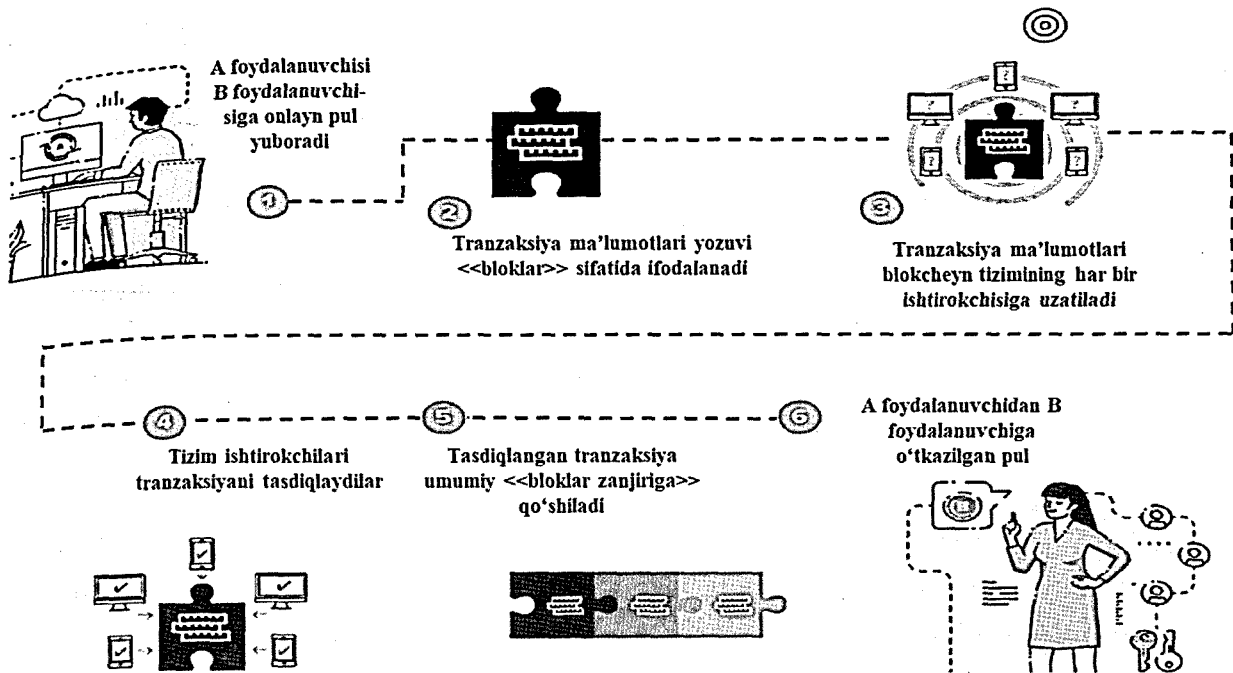 A foydalanuvchisi
B foydalanuvchi-
siga onlayn pul
yuboradi
1
2
Tranzaksiya ma’lumotlari yozuvi
<<bloklar>> sifatida ifodalanadi
? ? ? ? ?
3
Tranzaksiya ma’lumotlari
blokcheyn tizimining har bir
ishtirokchisiga uzatiladi
4
Tizim ishtirokchilari
tranzaksiyani tasdiqlaydilar
5
Tasdiqlangan tranzaksiya
umumiy <<bloklar zanjiriga>>
qo‘shiladi
6
A foydalanuvchidan B
foydalanuvchiga
o‘tkazilgan pul